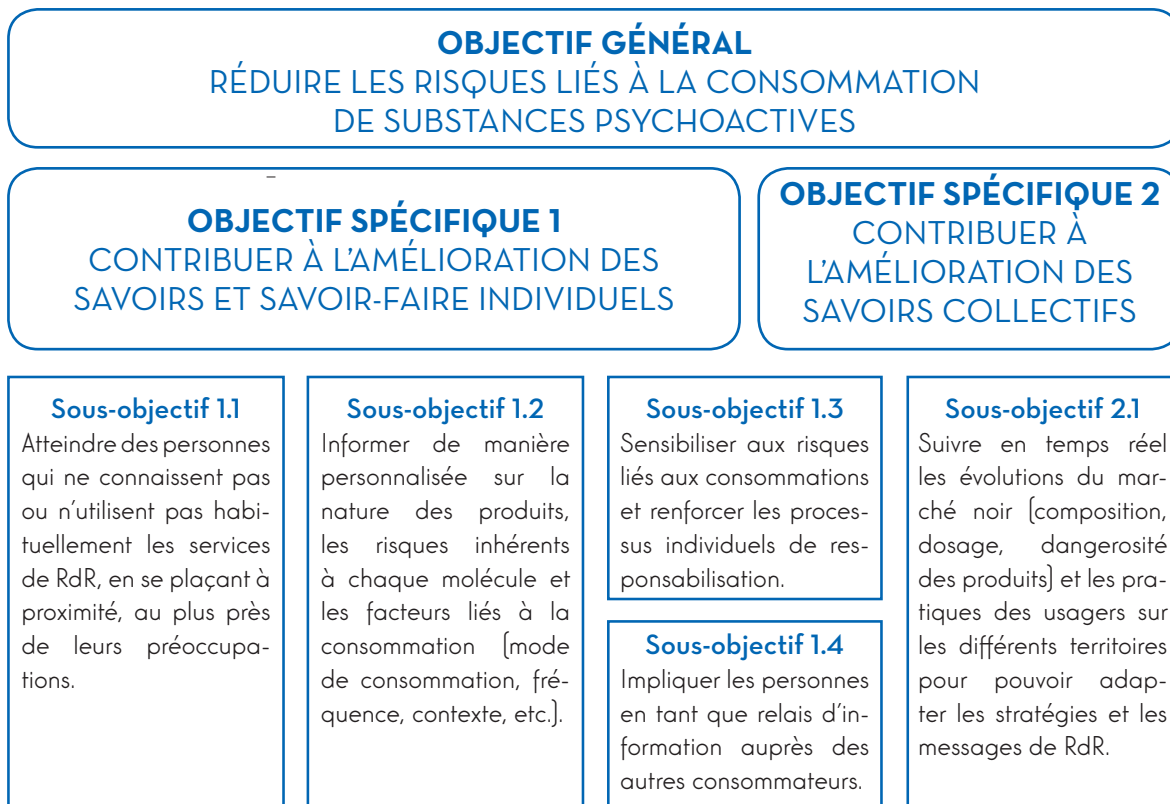 OBJECTIF GÉNÉRAL
RÉDUIRE LES RISQUES LIÉS À LA CONSOMMATION
DE SUBSTANCES PSYCHOACTIVES
OBJECTIF SPÉCIFIQUE 1
CONTRIBUER À L'AMÉLIORATION DES
SAVOIRS ET SAVOIR-FAIRE INDIVIDUELS
OBJECTIF SPÉCIFIQUE 2
CONTRIBUER À
L'AMÉLIORATION DES
SAVOIRS COLLECTIFS
Sous-objectif 1.1
Atteindre des personnes
qui ne connaissent pas
ou n'utilisent pas habi-
tuellement les services
de RdR, en se plaçant à
proximité, au plus près
de leurs préoccupa-
tions.
Sous-objectif 1.2
Informer de manière
personnalisée sur la
nature des produits,
les risques inhérents
à chaque molécule et
les facteurs liés à la
consommation (mode
de consommation, fré-
quence, contexte, etc.).
Sous-objectif 1.3
Sensibiliser aux risques
liés aux consommations
et renforcer les proces-
sus individuels de res-
ponsabilisation.
Sous-objectif 1.4
Impliquer les personnes
en tant que relais d'in-
formation auprès des
autres consommateurs.
Sous-objectif 2.1
Suivre en temps réel
les évolutions du mar-
ché noir (composition,
dosage, dangerosité
des produits) et les pra-
tiques des usagers sur
les différents territoires
pour pouvoir adap-
ter les stratégies et les
messages de RdR.